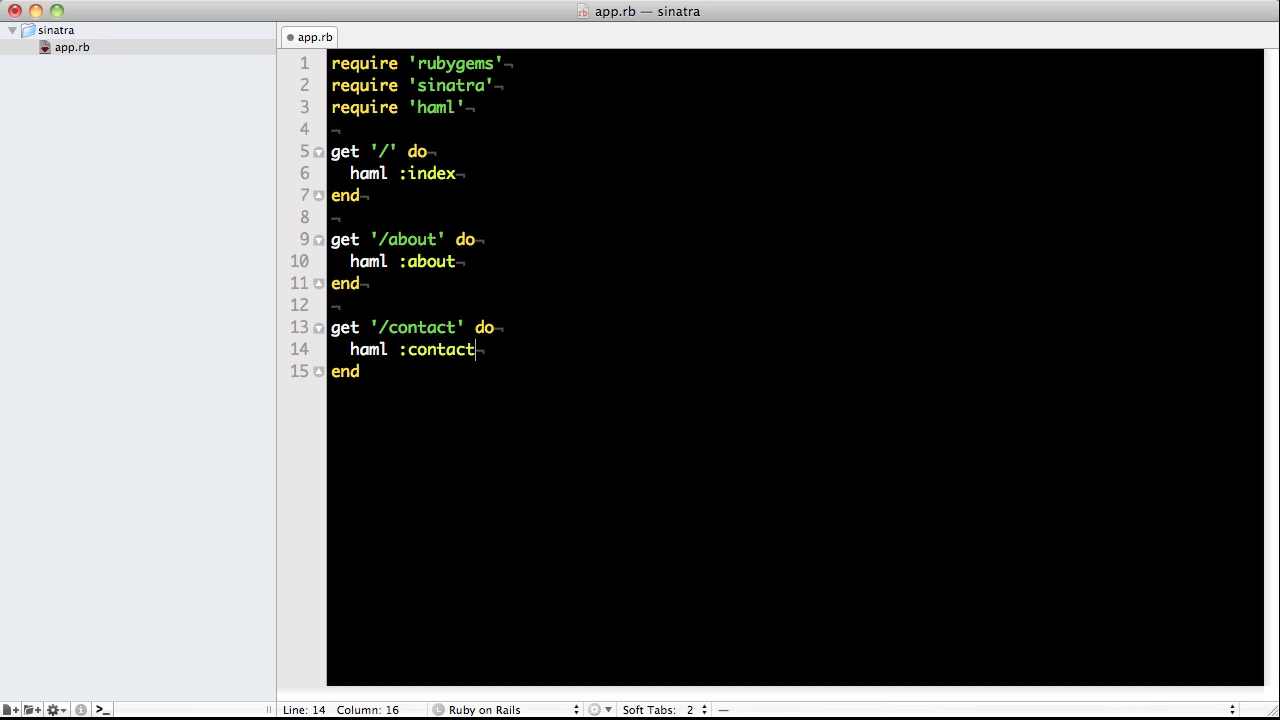 app.rb — sinatra
sinatra
app.rb
app.rb
1 require 'rubygems'¬
2 require 'sinatra'¬
3 require 'haml'¬
4 ¬
5 get '/' do¬
6   haml :index¬
7 end¬
8 ¬
9 get '/about' do¬
10   haml :about¬
11 end¬
12 ¬
13 get '/contact' do¬
14   haml :contact¬
15 end
Line: 14 Column: 16 L Ruby on Rails Soft Tabs: 2 —